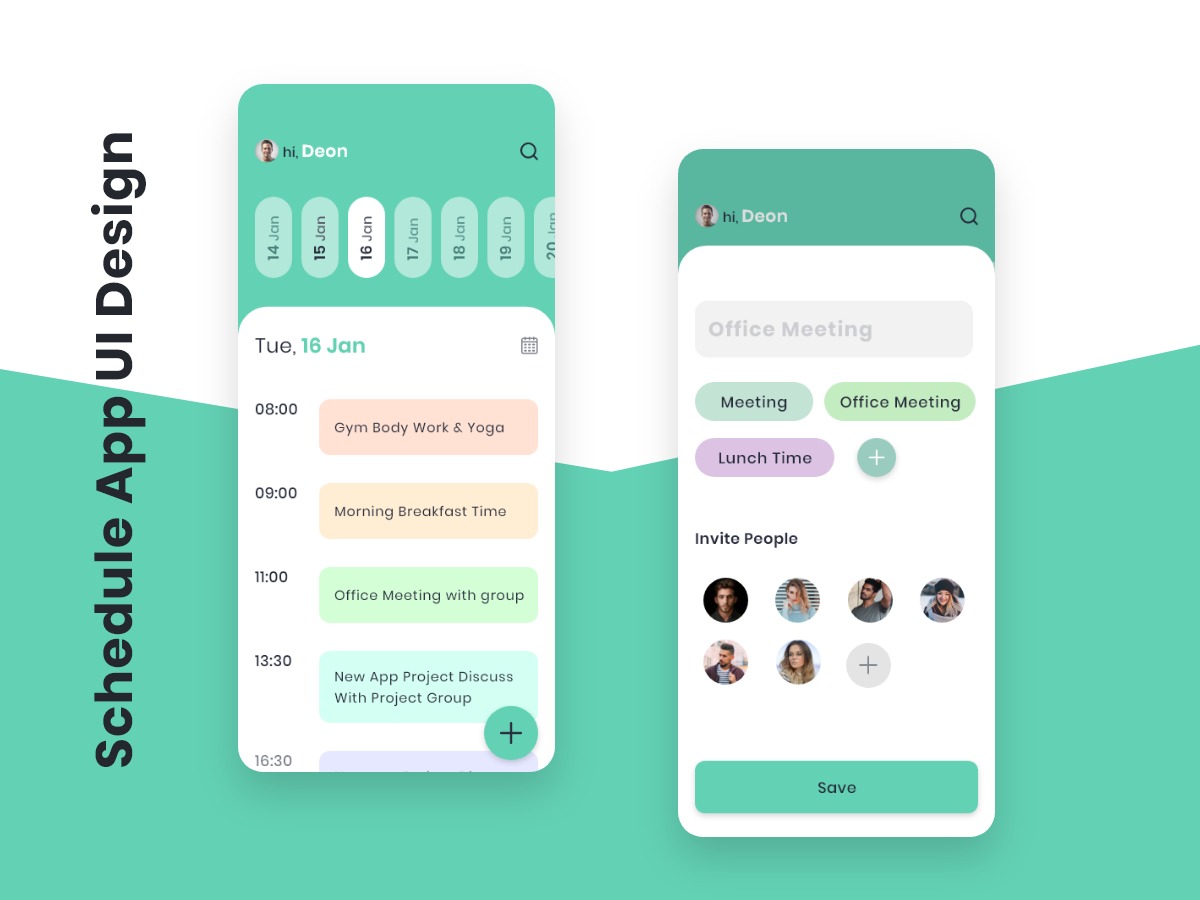 Schedule App UI Design
hi, Deon
14 Jan
15 Jan
16 Jan
17 Jan
18 Jan
19 Jan
20 Jan
Tue, 16 Jan
08:00
Gym Body Work & Yoga
09:00
Morning Breakfast Time
11:00
Office Meeting with group
13:30
New App Project Discuss
With Project Group
16:30
hi, Deon
Office Meeting
Meeting
Office Meeting
Lunch Time
Invite People
Save